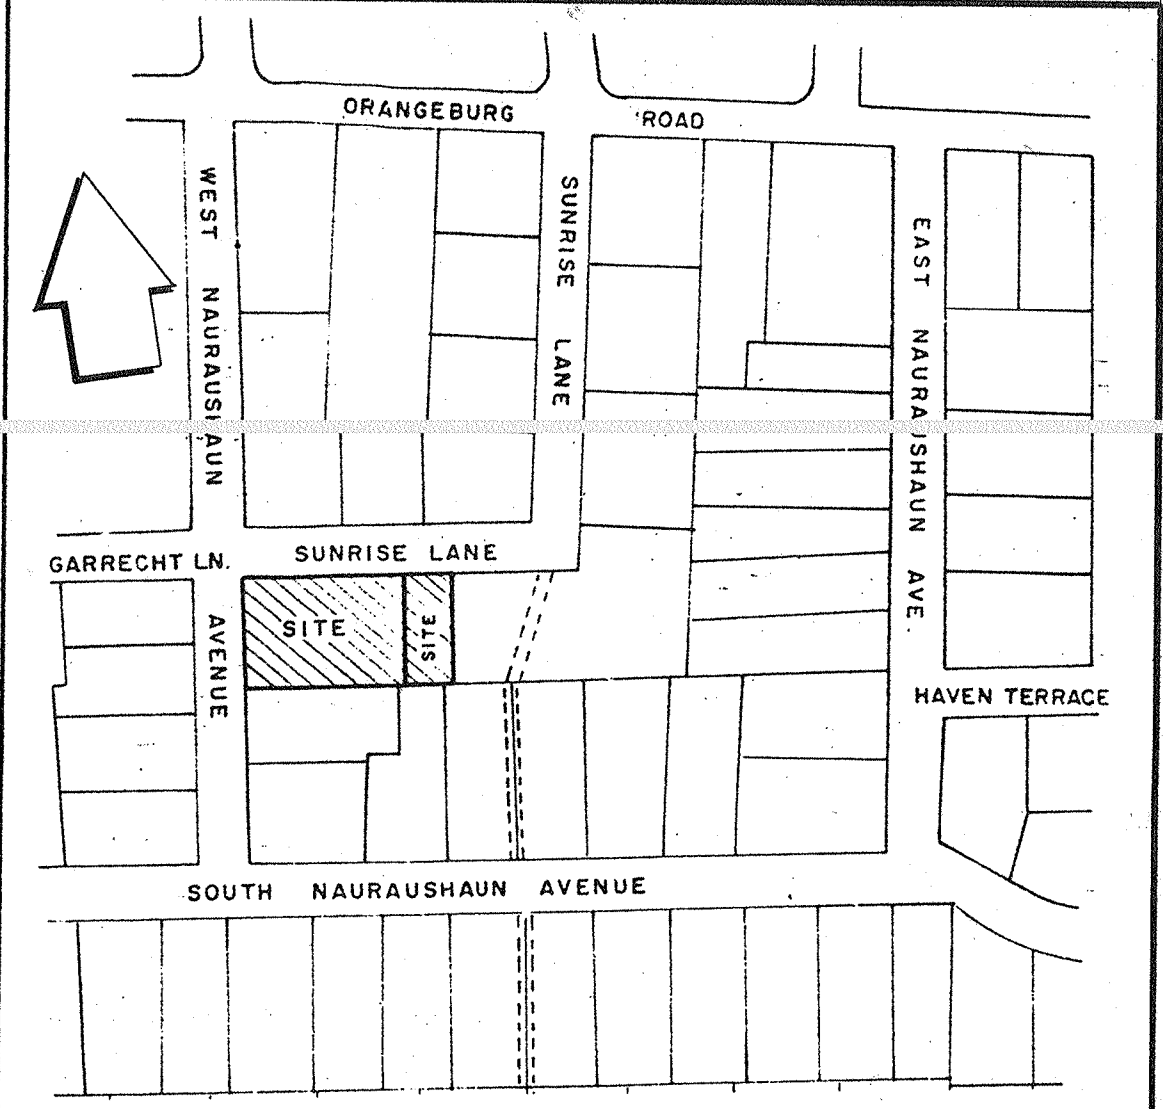 ORANGEBURG ROAD
WEST NAURAUSHAUN AVENUE
SUNRISE LANE
EAST NAURAUSHAUN AVE.
GARRECHT LN.
SUNRISE LANE
SITE
SITE
HAVEN TERRACE
SOUTH NAURAUSHAUN AVENUE